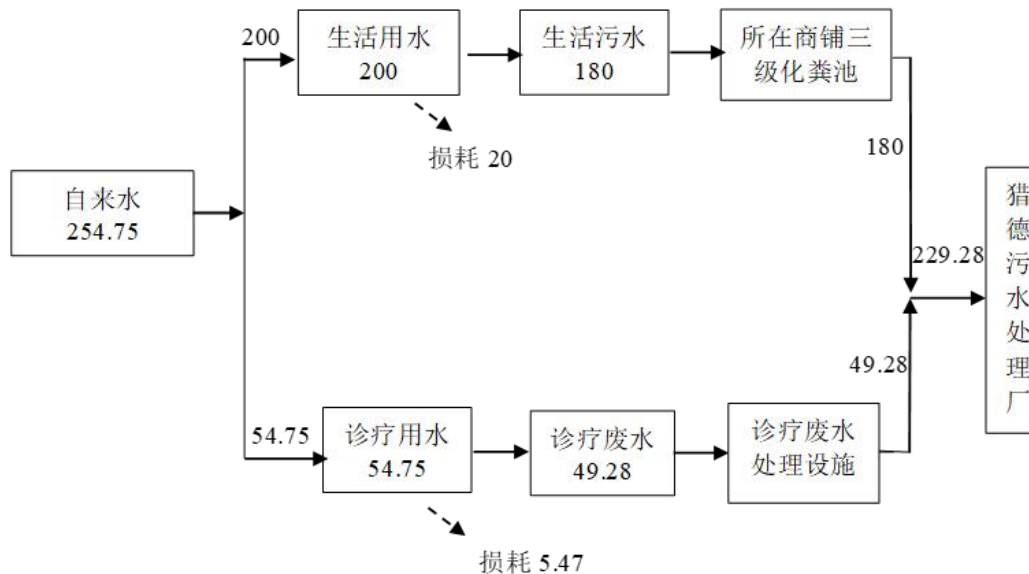 200
生活用水
200
生活污水
180
所在商铺三
级化粪池
损耗 20
180
自来水
254.75
229.28
猎
德
污
水
处
理
厂
49.28
54.75
诊疗用水
54.75
诊疗废水
49.28
诊疗废水
处理设施
损耗 5.47